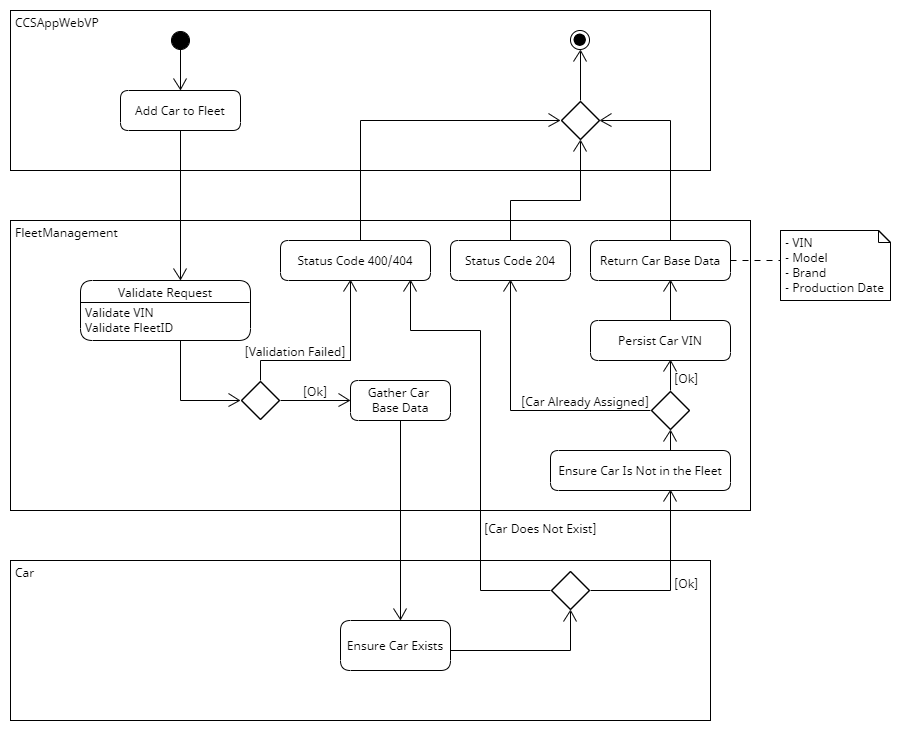 CCSAppWebVP
Add Car to Fleet
FleetManagement
Status Code 400/404
Status Code 204
Return Car Base Data
- VIN
- Model
- Brand
- Production Date
Validate Request
Validate VIN
Validate FleetID
Persist Car VIN
[Validation Failed]
[Ok]
Gather Car
Base Data
[Ok]
[Car Already Assigned]
Ensure Car Is Not in the Fleet
[Car Does Not Exist]
Car
[Ok]
Ensure Car Exists